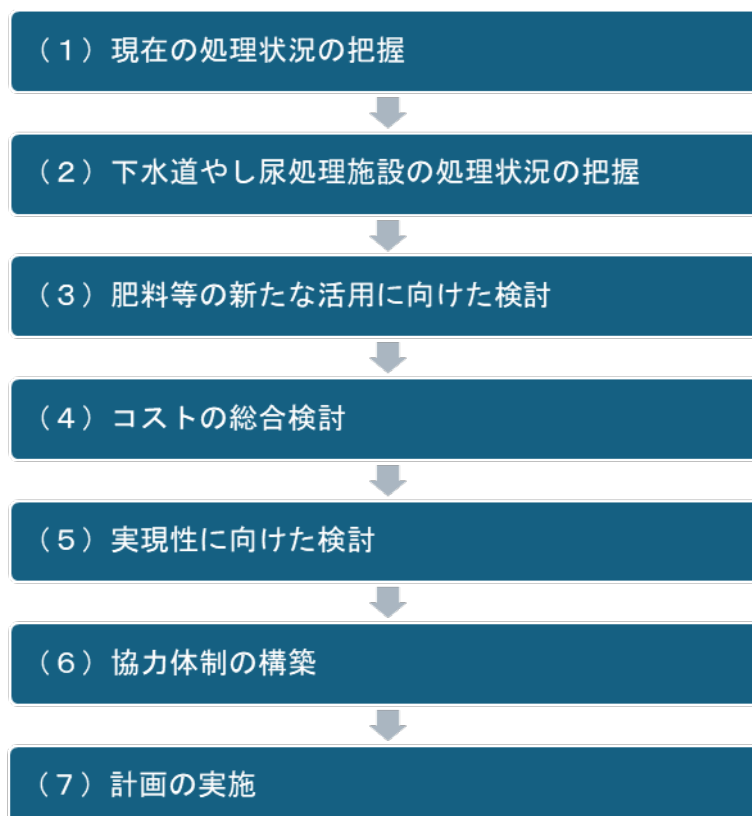 （１）現在の処理状況の把握
（２）下水道やし尿処理施設の処理状況の把握
（３）肥料等の新たな活用に向けた検討
（４）コストの総合検討
（５）実現性に向けた検討
（６）協力体制の構築
（７）計画の実施